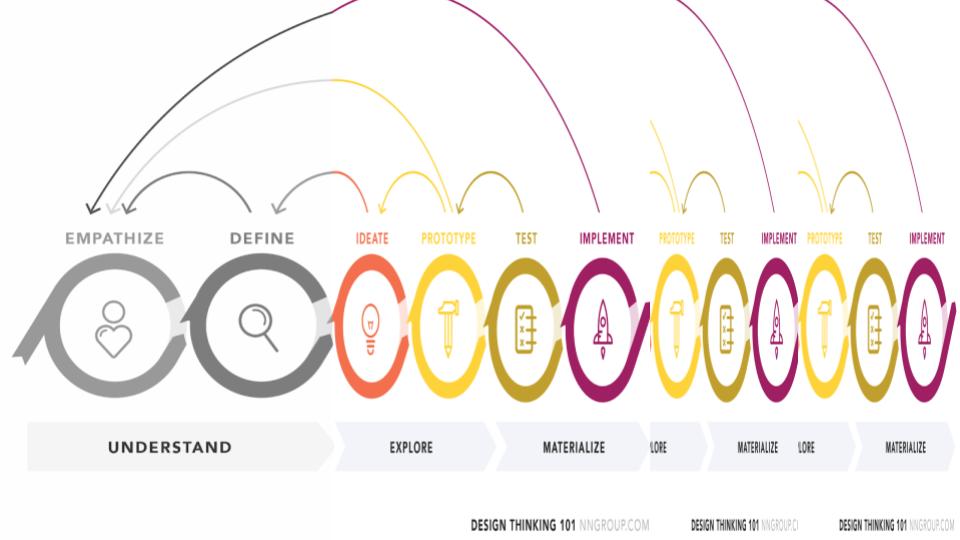 EMPATHIZE DEFINE IDEATE PROTOTYPE TEST IMPLEMENT PROTOTYPE TEST IMPLEMENT PROTOTYPE TEST IMPLEMENT
UNDERSTAND EXPLORE MATERIALIZE LORE MATERIALIZE LORE MATERIALIZE
DESIGN THINKING 101 NNGROUP.COM DESIGN THINKING 101 NNGROUP.C DESIGN THINKING 101 NNGROUP.COM